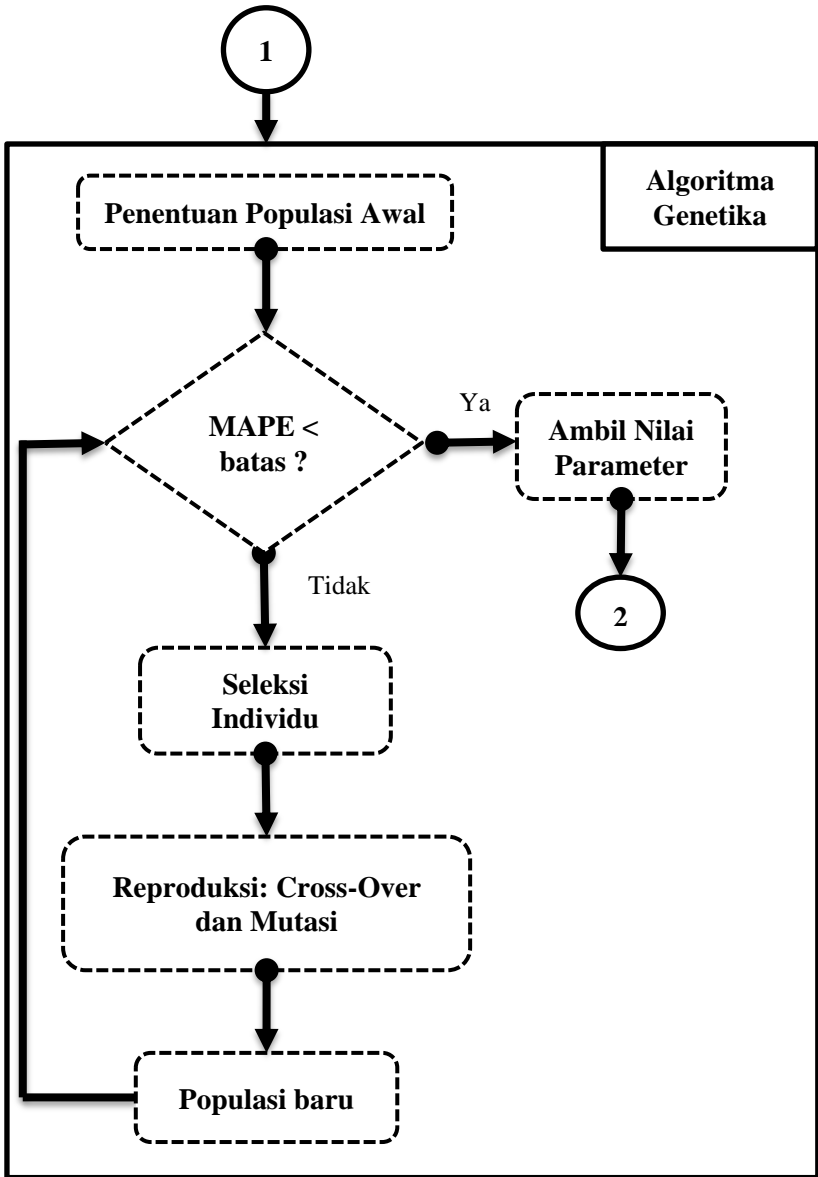 1
Algoritma
Genetika
Penentuan Populasi Awal
MAPE <
batas ?
Ya
Ambil Nilai
Parameter
Tidak
2
Seleksi
Individu
Reproduksi: Cross-Over
dan Mutasi
Populasi baru